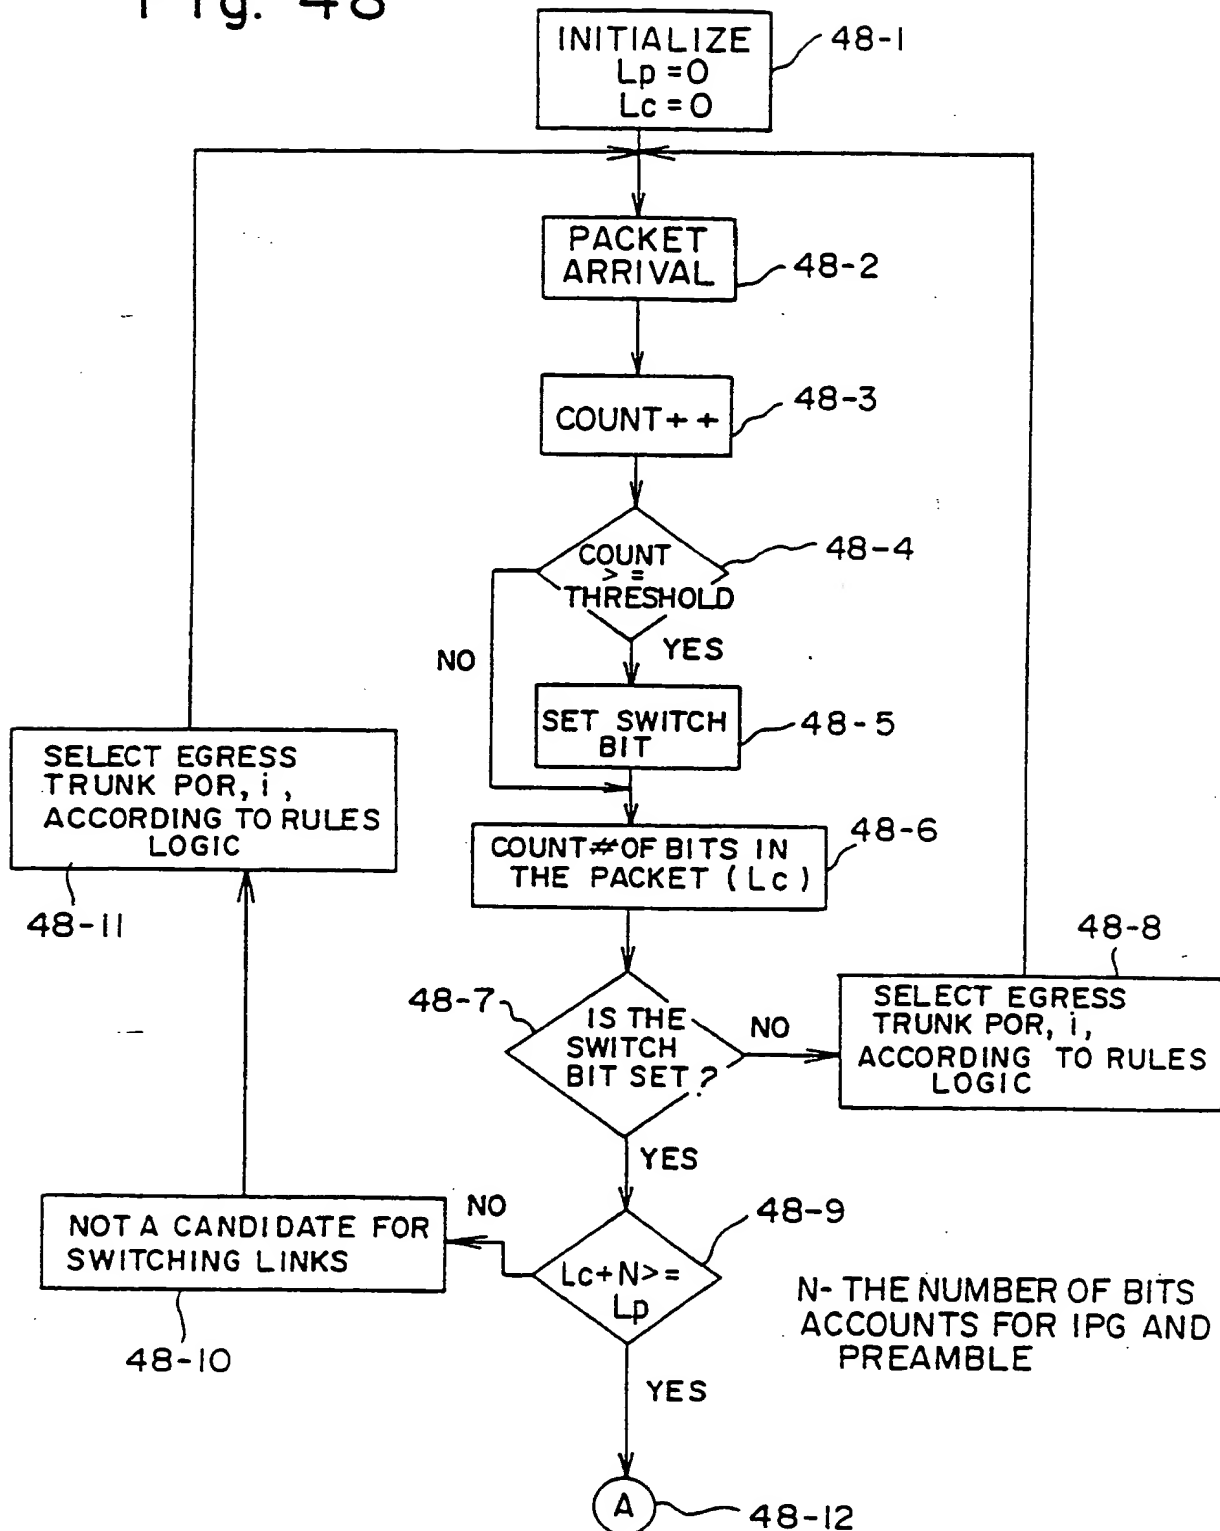 Fig. 48
INITIALIZE
Lp=0
Lc=0
48-1
PACKET
ARRIVAL
48-2
COUNT++
48-3
COUNT
>=
THRESHOLD
48-4
NO
YES
SET SWITCH
BIT
48-5
SELECT EGRESS
TRUNK POR, i,
ACCORDING TO RULES
LOGIC
48-11
COUNT # OF BITS IN
THE PACKET (Lc)
48-6
48-7
IS THE
SWITCH
BIT SET?
NO
48-8
SELECT EGRESS
TRUNK POR, i,
ACCORDING TO RULES
LOGIC
YES
NOT A CANDIDATE FOR
SWITCHING LINKS
48-10
NO
Lc+N>=
Lp
48-9
N- THE NUMBER OF BITS
ACCOUNTS FOR IPG AND
PREAMBLE
YES
A
48-12